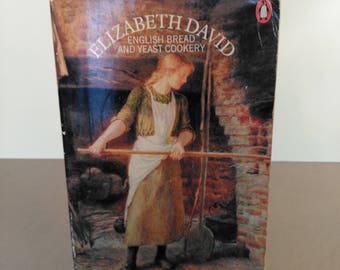 ELIZABETH DAVID
ENGLISH BREAD
AND YEAST COOKERY